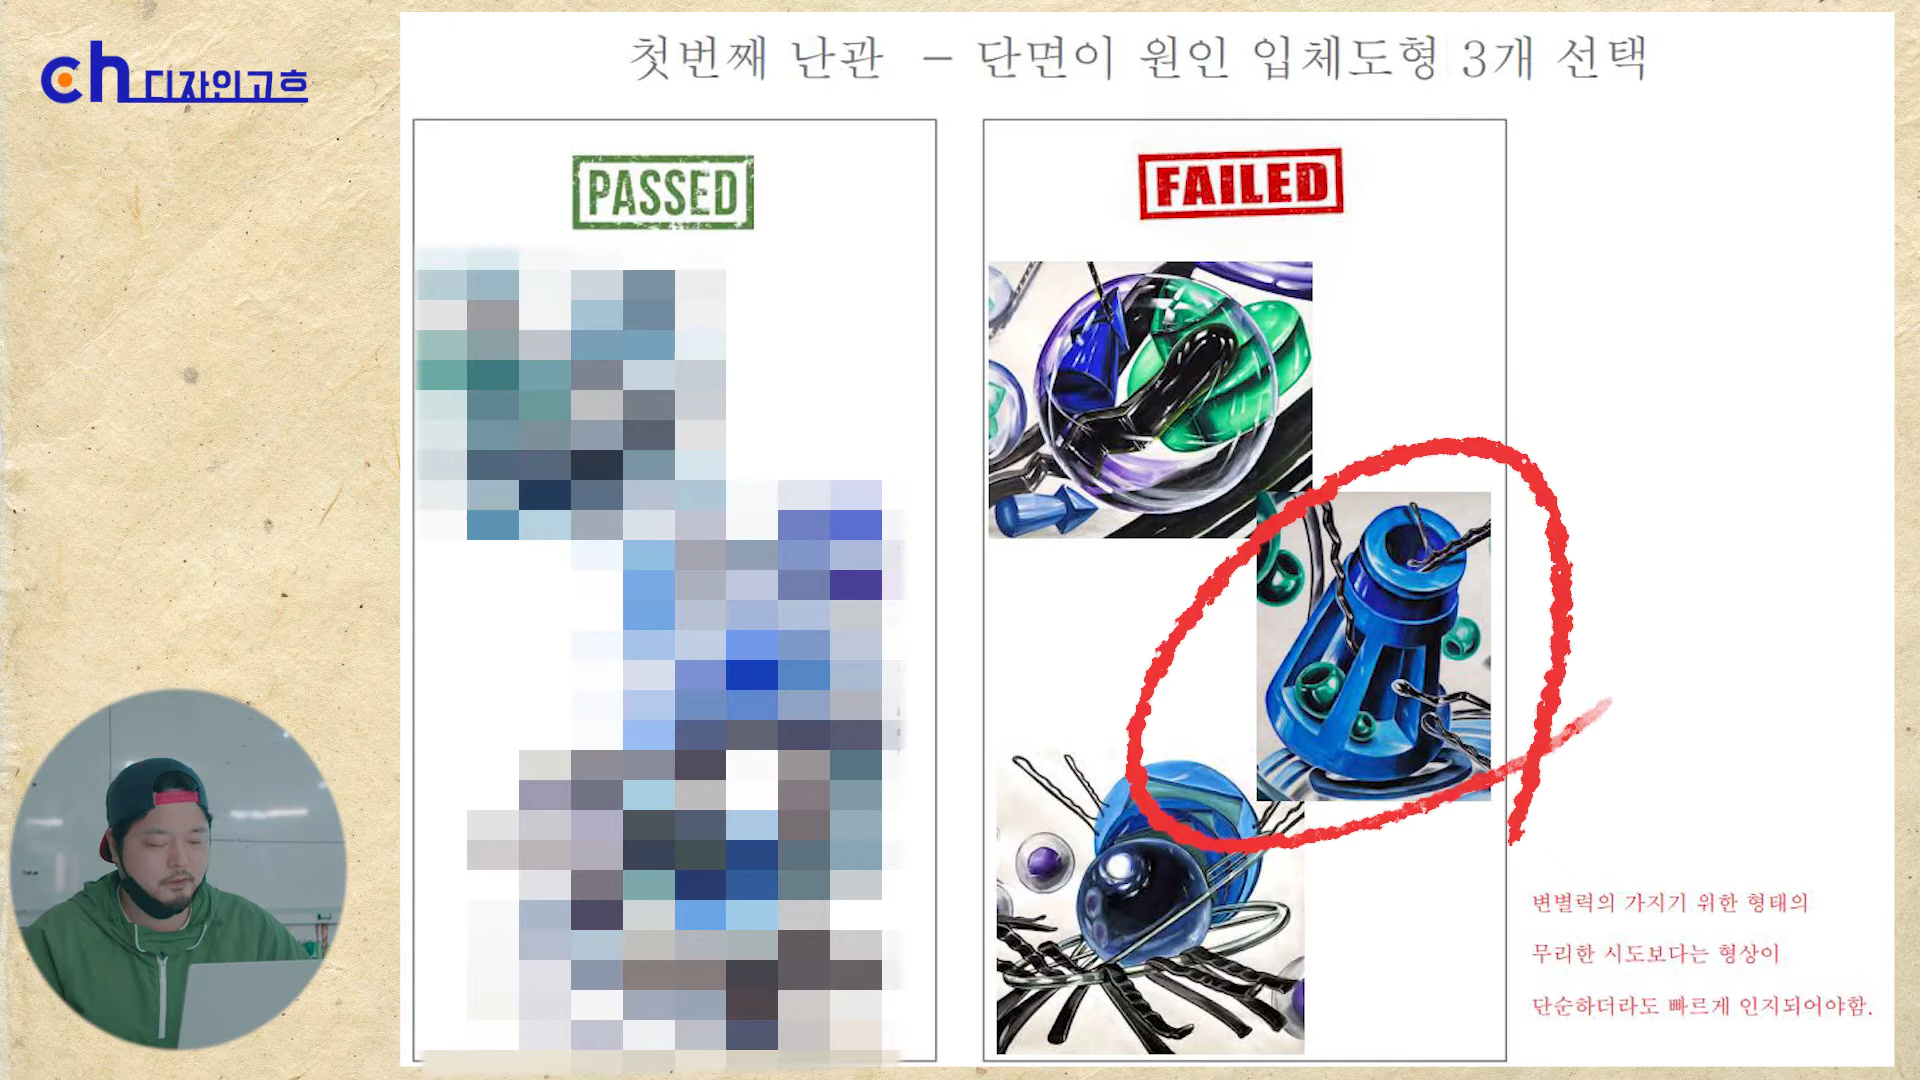 첫번째 난관 – 단면이 원인 입체도형 3개 선택
ch 디자인고흐
PASSED
FAILED
변별력의 가지기 위한 형태의
무리한 시도보다는 형상이
단순하더라도 빠르게 인지되어야함.